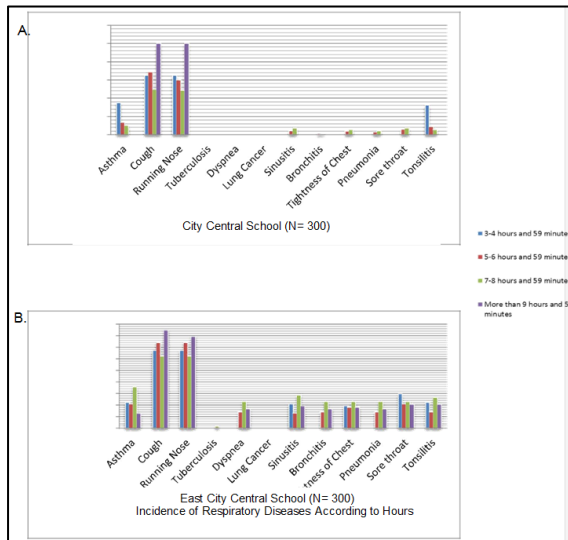 A.
Asthma
Cough
Running Nose
Tuberculosis
Dyspnea
Lung Cancer
Sinusitis
Bronchitis
Tightness of Chest
Pneumonia
Sore throat
Tonsilitis
City Central School (N= 300)
3-4 hours and 59 minute
5-6 hours and 59 minute
7-8 hours and 59 minute
More than 9 hours and 5
minutes
B.
Asthma
Cough
Running Nose
Tuberculosis
Dyspnea
Lung Cancer
Sinusitis
Bronchitis
tness of Chest
Pneumonia
Sore throat
Tonsilitis
East City Central School (N= 300)
Incidence of Respiratory Diseases According to Hours